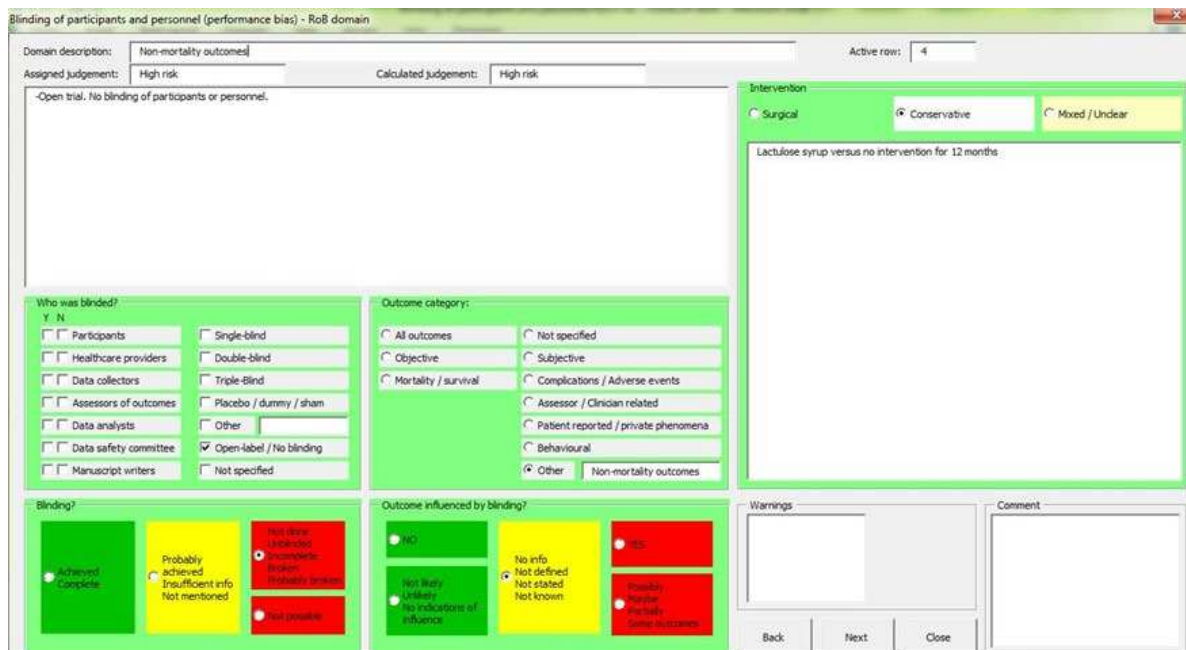 Blinding of participants and personnel (performance bias) - RoB domain
Domain description: Non-mortality outcomes
Active row: 4
Assigned judgement: High risk
Calculated judgement: High risk
-Open trial. No blinding of participants or personnel.
Intervention
Surgical
Conservative
Mixed / Unclear
Lactulose syrup versus no intervention for 12 months
Who was blinded?
Y N
Participants
Healthcare providers
Data collectors
Assessors of outcomes
Data analysts
Data safety committee
Manuscript writers
Single-blind
Double-blind
Triple-Blind
Placebo / dummy / sham
Other
Open-label / No blinding
Not specified
Outcome category:
All outcomes
Objective
Mortality / survival
Not specified
Subjective
Complications / Adverse events
Assessor / Clinician related
Patient reported / private phenomena
Behavioural
Other Non-mortality outcomes
Blinding?
Achieved
Complete
Probably
achieved
Insufficient info
Not mentioned
Not done
Unblinded
Incomplete
Broken
Probably broken
Not possible
Outcome influenced by blinding?
NO
Not likely
Unlikely
No indications of
influence
No info
Not defined
Not stated
Not known
YES
Possibly
Maybe
Partially
Some outcomes
Warnings
Comment
Back
Next
Close